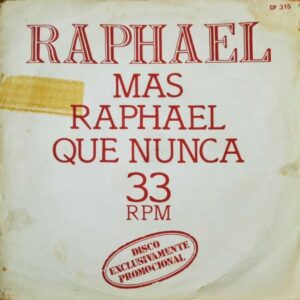 CP 315
RAPHAEL
MAS
RAPHAEL
QUE NUNCA
33
RPM
DISCO
EXCLUSIVAMENTE
PROMOCIONAL